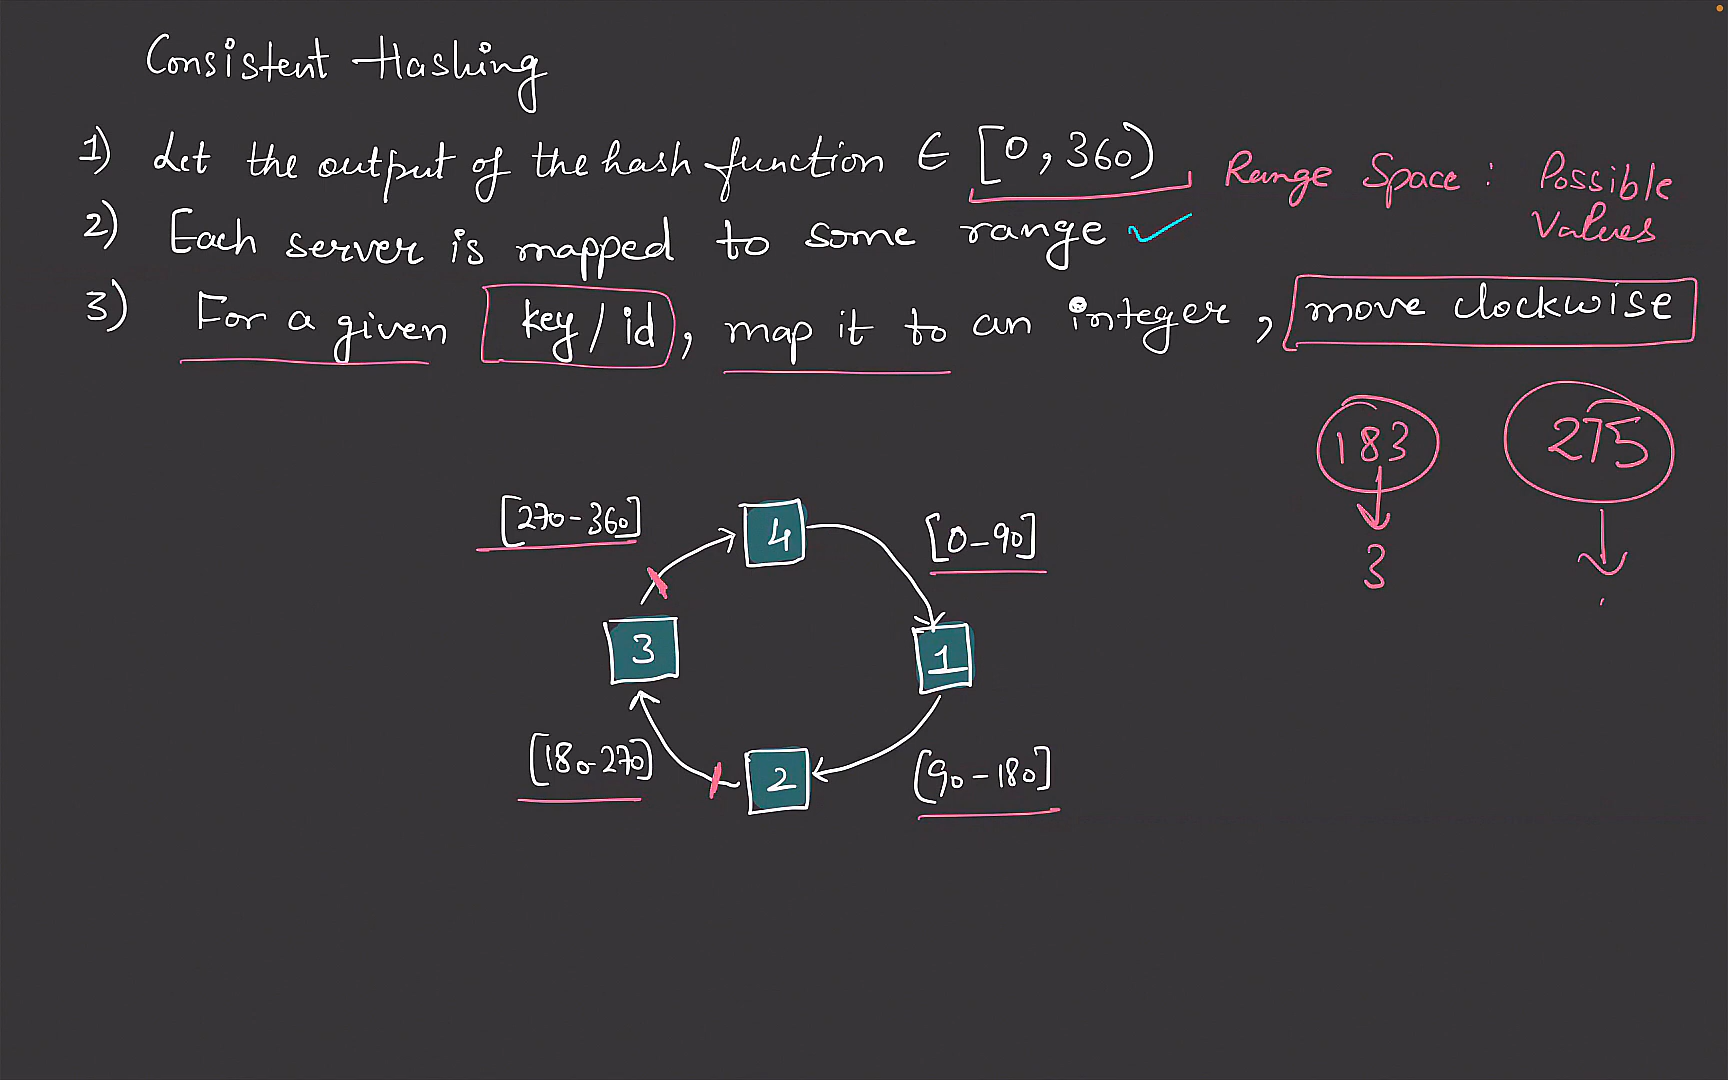 Consistent Hashing
1) Let the output of the hash function ∈ [0, 360) Range Space : Possible Values
2) Each server is mapped to some range ✓
3) For a given key/id, map it to an integer, move clockwise
183 275
3
[270-360] 4 [0-90]
3 1
[180-270] 2 (90-180]